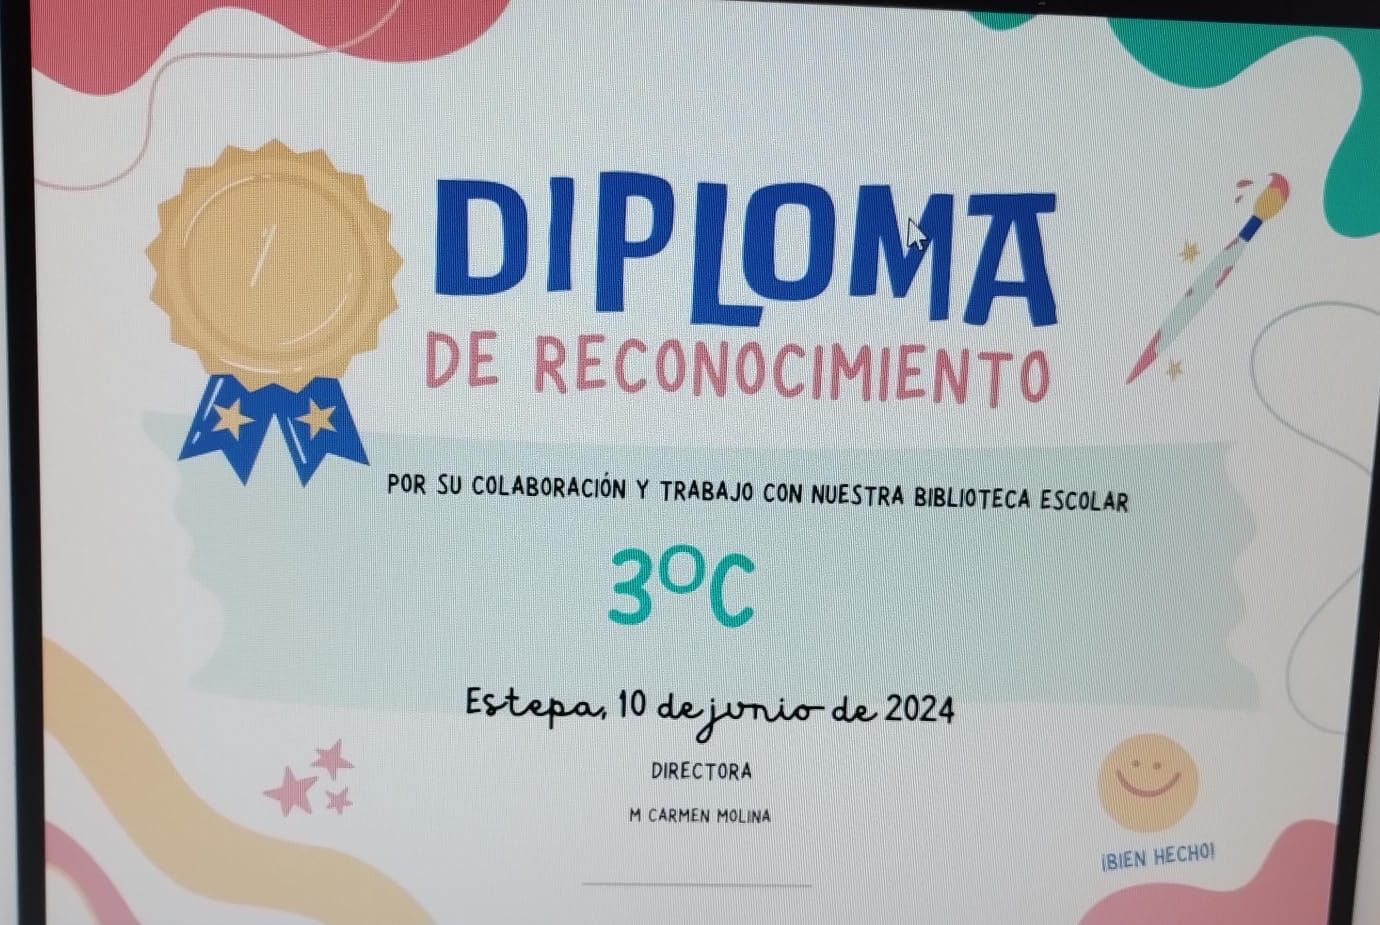 DIPLOMA
DE RECONOCIMIENTO
POR SU COLABORACIÓN Y TRABAJO CON NUESTRA BIBLIOTECA ESCOLAR
3ºC
Estepa, 10 de junio de 2024
DIRECTORA
M CARMEN MOLINA
¡BIEN HECHO!